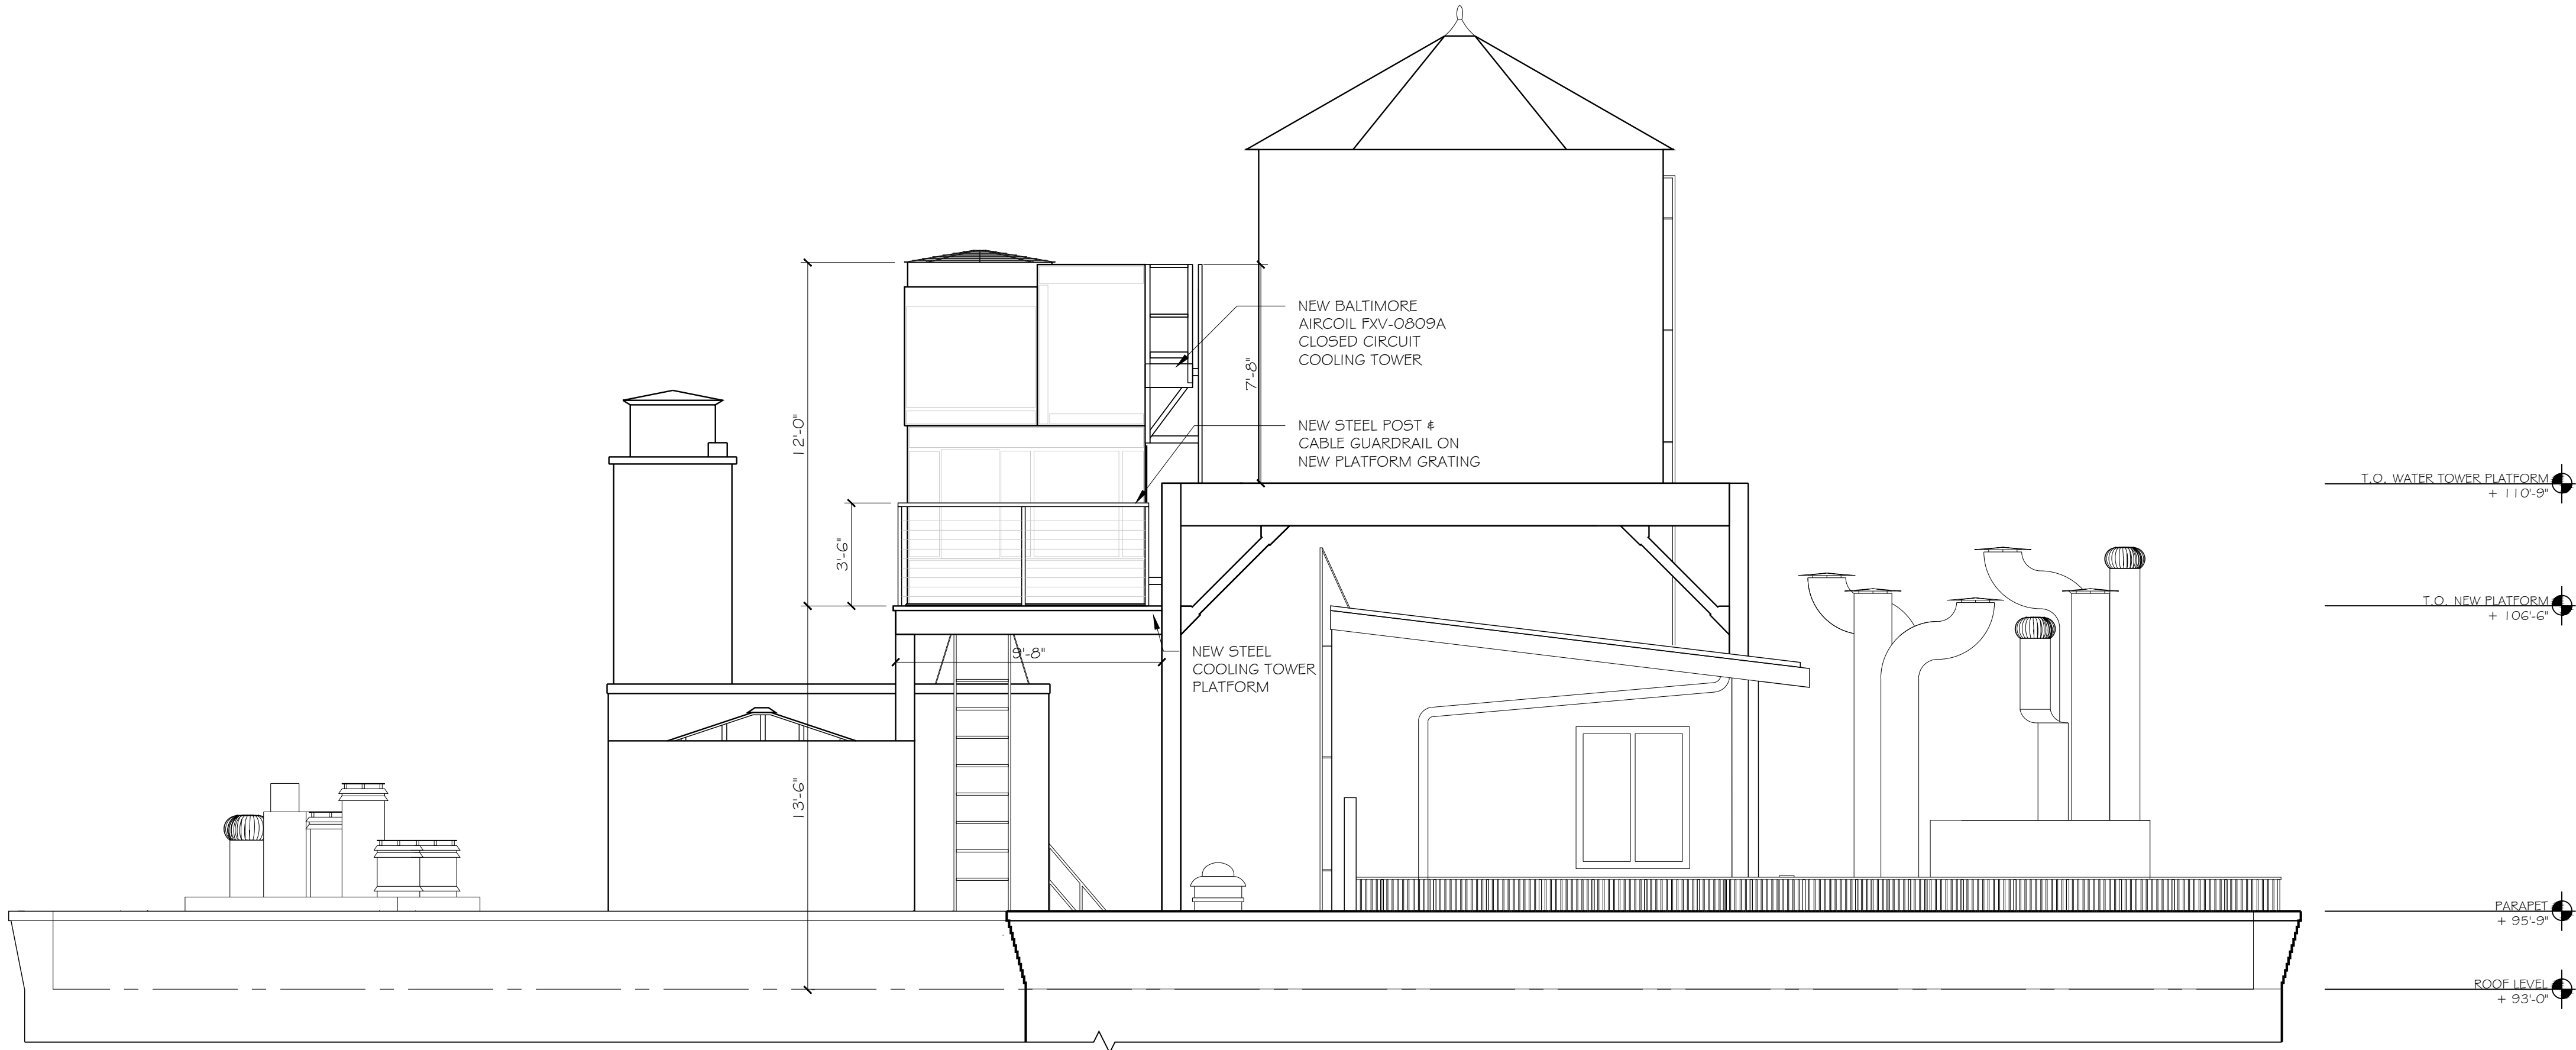 NEW BALTIMORE
AIRCOIL FXV-0809A
CLOSED CIRCUIT
COOLING TOWER
7'-8"
12'-0"
NEW STEEL POST &
CABLE GUARDRAIL ON
NEW PLATFORM GRATING
3'-6"
T.O. WATER TOWER PLATFORM
+ 110'-9"
T.O. NEW PLATFORM
+ 106'-6"
9'-8"
NEW STEEL
COOLING TOWER
PLATFORM
13'-6"
PARAPET
+ 95'-9"
ROOF LEVEL
+ 93'-0"